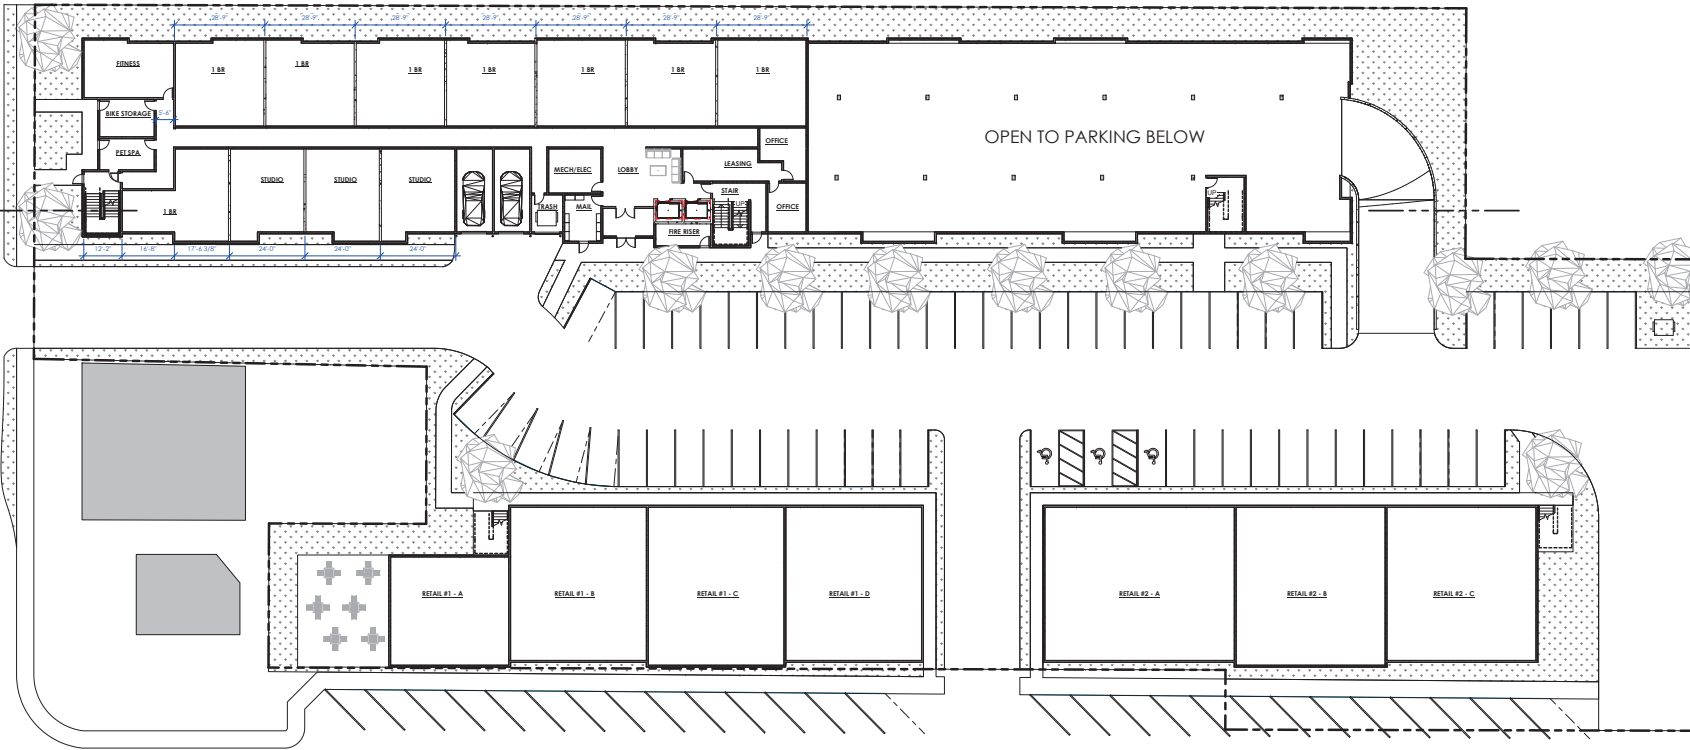 28'-9" 28'-9" 28'-9" 28'-9" 28'-9" 28'-9" 28'-9"
FITNESS
1 BR
1 BR
1 BR
1 BR
1 BR
1 BR
1 BR
BIKE STORAGE
5'-6"
OPEN TO PARKING BELOW
PET SPA
OFFICE
LEASING
MECH/ELEC
LOBBY
STUDIO
STUDIO
STUDIO
STAIR
UP
UP
1 BR
TRASH
MAIL
OFFICE
FIRE RISER
12'-2" 16'-8" 17'-6 3/8" 24'-0" 24'-0" 24'-0"
RETAIL #1 - A
RETAIL #1 - B
RETAIL #1 - C
RETAIL #1 - D
RETAIL #2 - A
RETAIL #2 - B
RETAIL #2 - C